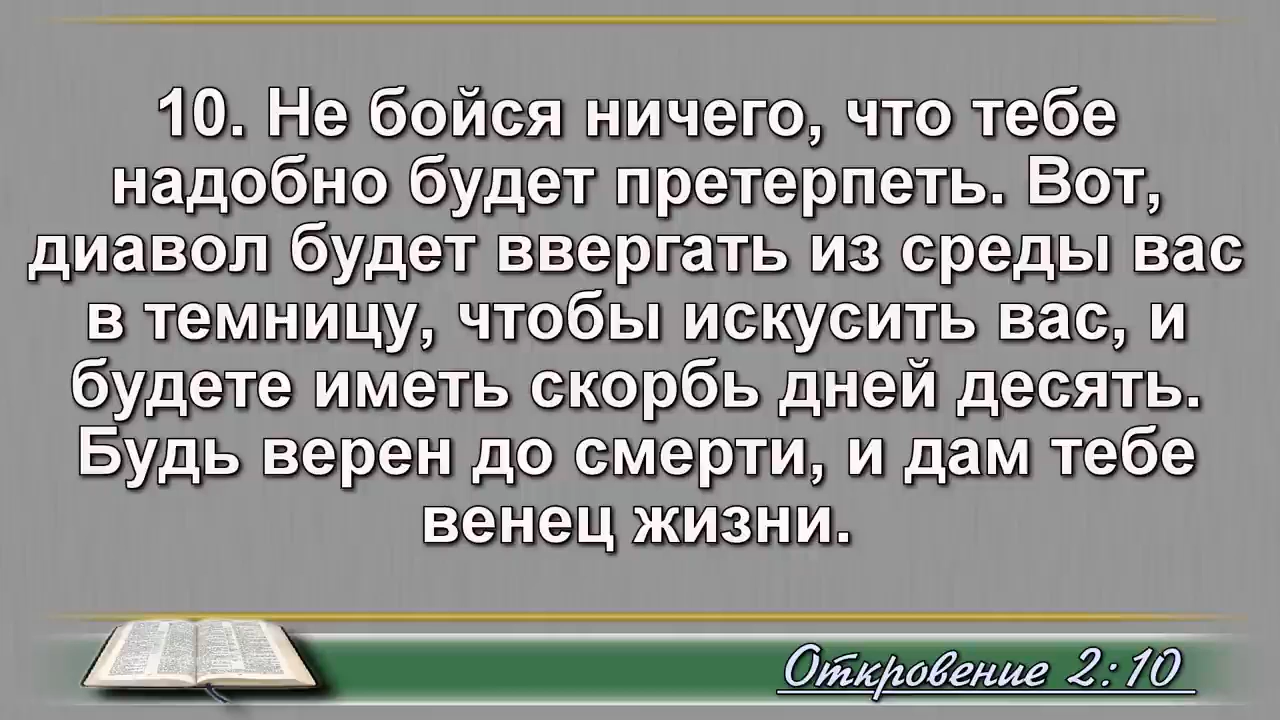 10. Не бойся ничего, что тебе
надобно будет претерпеть. Вот,
диавол будет ввергать из среды вас
в темницу, чтобы искусить вас, и
будете иметь скорбь дней десять.
Будь верен до смерти, и дам тебе
венец жизни.
Откровение 2:10